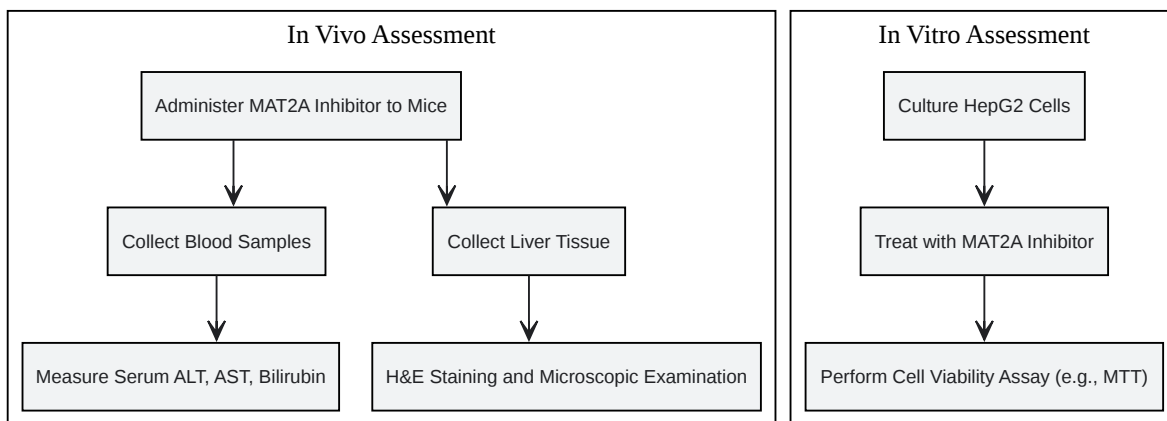 In Vivo Assessment
Administer MAT2A Inhibitor to Mice
Collect Blood Samples
Collect Liver Tissue
Measure Serum ALT, AST, Bilirubin
H&E Staining and Microscopic Examination
In Vitro Assessment
Culture HepG2 Cells
Treat with MAT2A Inhibitor
Perform Cell Viability Assay (e.g., MTT)